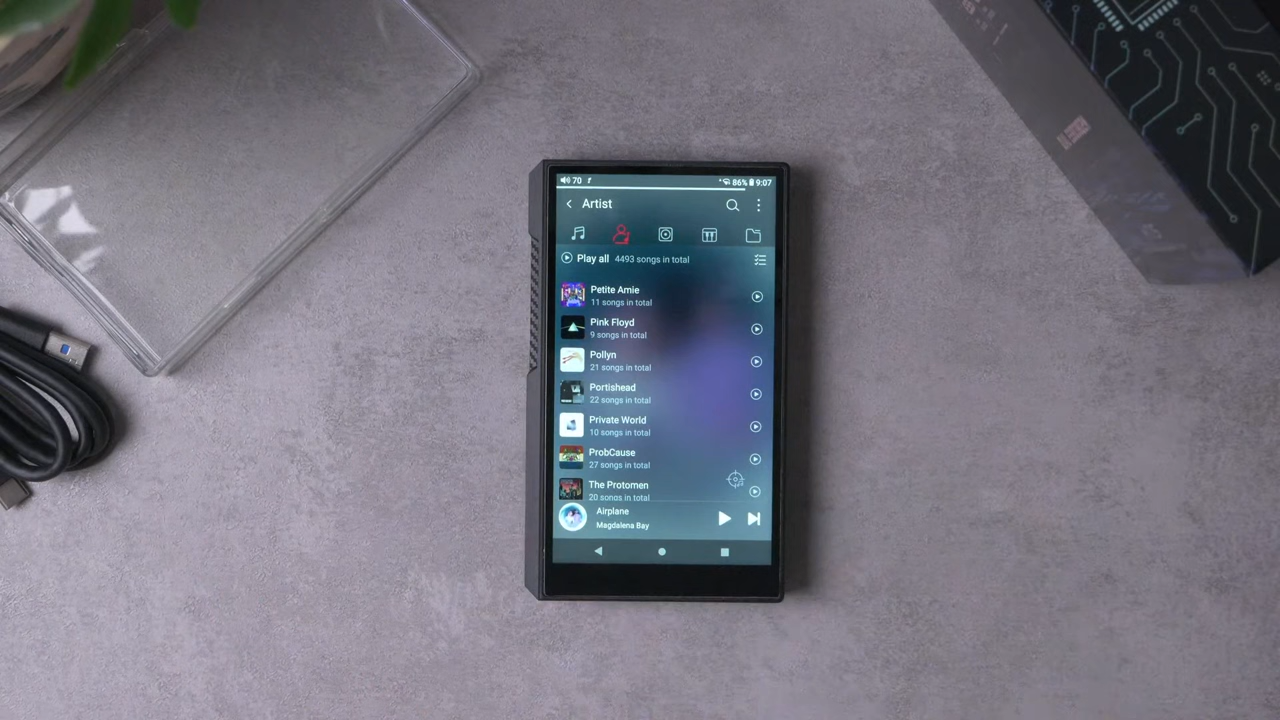 70
86% 9:07
Artist
Play all 4493 songs in total
Petite Amie
11 songs in total
Pink Floyd
9 songs in total
Pollyn
21 songs in total
Portishead
22 songs in total
Private World
10 songs in total
ProbCause
27 songs in total
The Protomen
20 songs in total
Airplane
Magdalena Bay